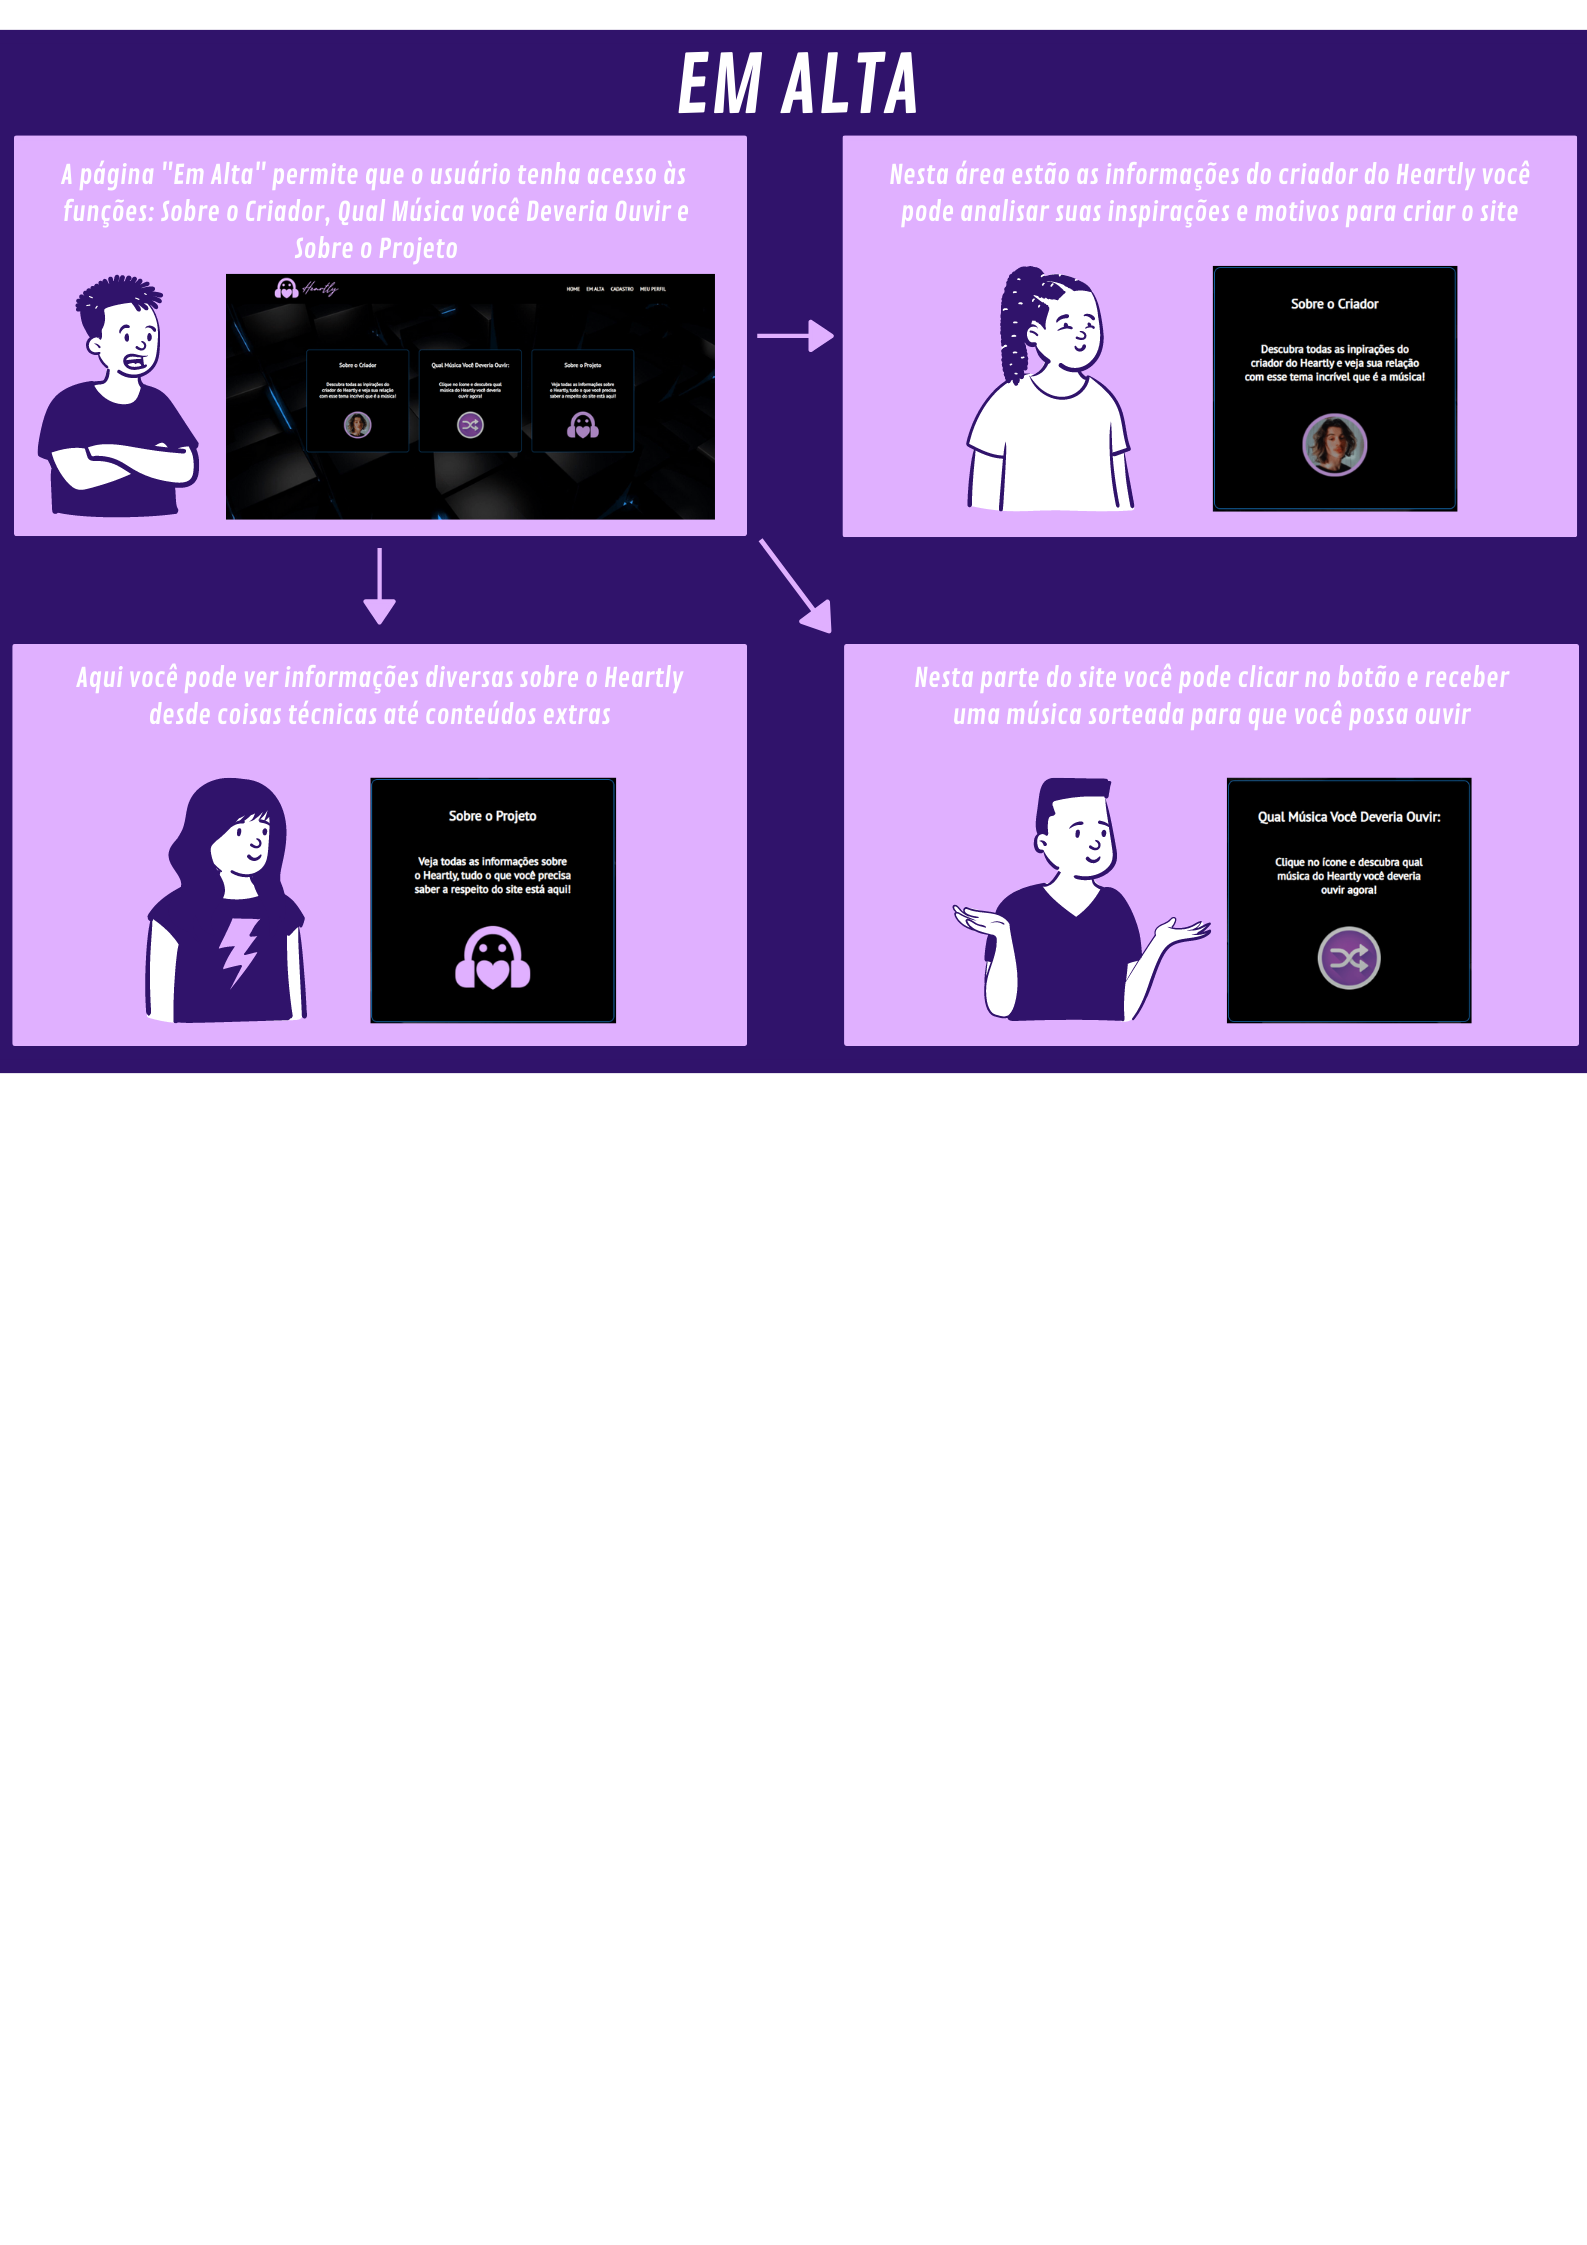 EM ALTA
A página "Em Alta" permite que o usuário tenha acesso às
funções: Sobre o Criador, Qual Música você Deveria Ouvir e
Sobre o Projeto
Heartly
HOME EM ALTA CADASTRO MEU PERFIL
Sobre o Criador
Descubra todas as inpirações do
criador do Heartly e veja sua relação
com esse tema incrível que é a música!
Qual Música Você Deveria Ouvir:
Clique no ícone e descubra qual
música do Heartly você deveria
ouvir agora!
Sobre o Projeto
Veja todas as informações sobre
o Heartly, tudo o que você precisa
saber a respeito do site está aqui!
Nesta área estão as informações do criador do Heartly você
pode analisar suas inspirações e motivos para criar o site
Sobre o Criador
Descubra todas as inpirações do
criador do Heartly e veja sua relação
com esse tema incrível que é a música!
Aqui você pode ver informações diversas sobre o Heartly
desde coisas técnicas até conteúdos extras
Sobre o Projeto
Veja todas as informações sobre
o Heartly, tudo o que você precisa
saber a respeito do site está aqui!
Nesta parte do site você pode clicar no botão e receber
uma música sorteada para que você possa ouvir
Qual Música Você Deveria Ouvir:
Clique no ícone e descubra qual
música do Heartly você deveria
ouvir agora!